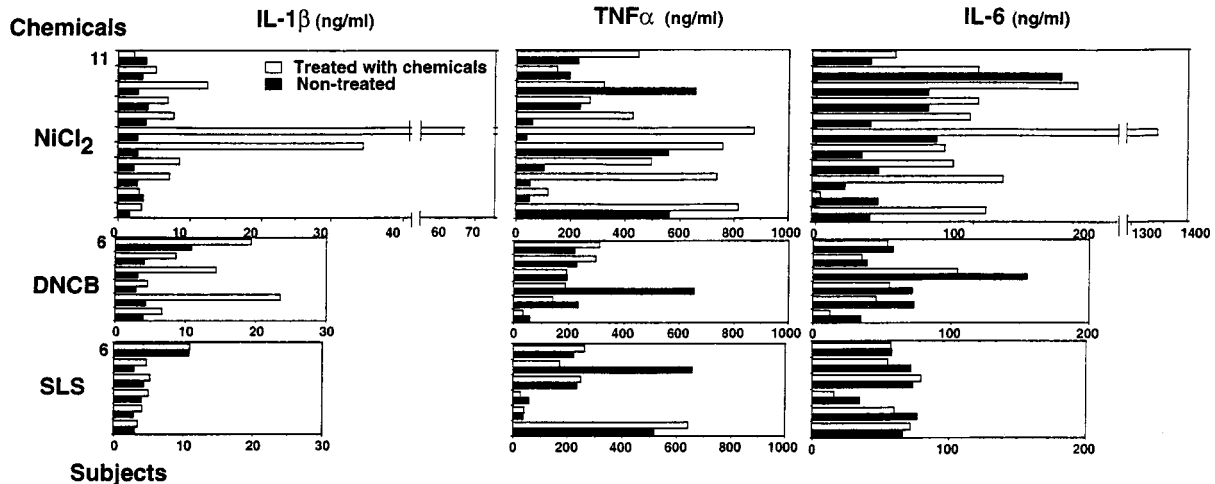 Chemicals
IL-1β (ng/ml)
TNFα (ng/ml)
IL-6 (ng/ml)
11
Treated with chemicals
Non-treated
NiCl2
0 10 20 30 40 60 70
0 200 400 600 800 1000
0 100 200 1300 1400
6
DNCB
0 10 20 30
0 200 400 600 800 1000
0 100 200
6
SLS
0 10 20 30
0 200 400 600 800 1000
0 100 200
Subjects